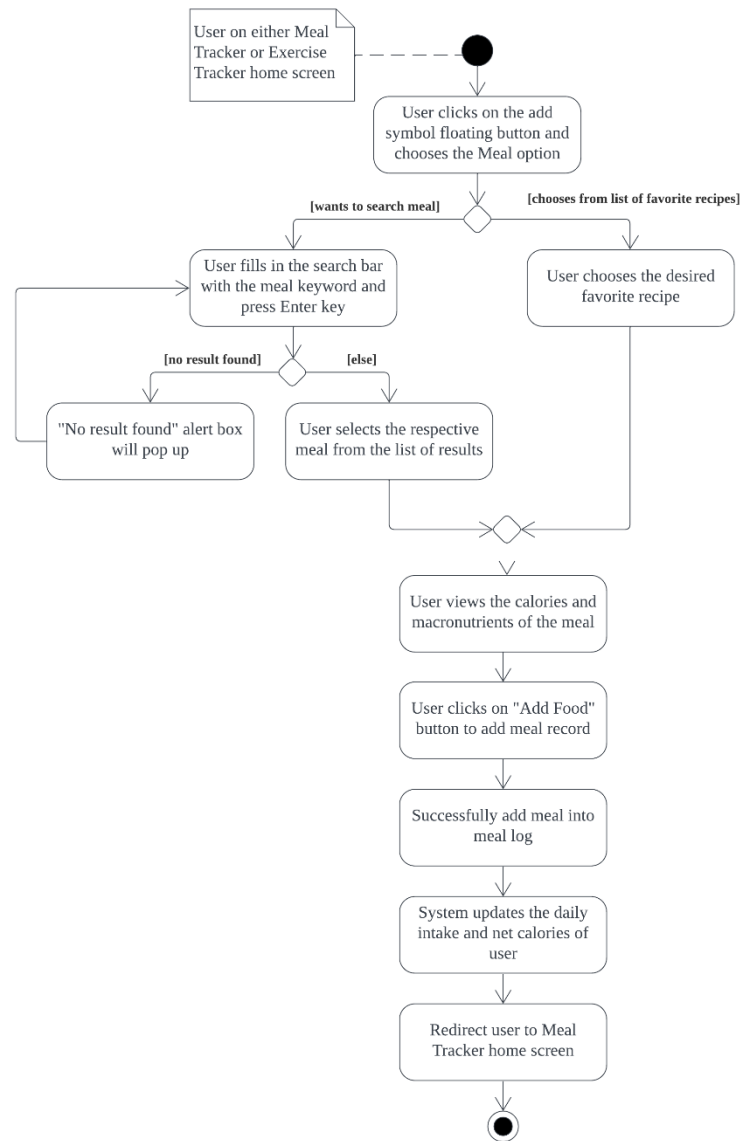 User on either Meal
Tracker or Exercise
Tracker home screen
User clicks on the add
symbol floating button and
chooses the Meal option
[wants to search meal]
[chooses from list of favorite recipes]
User fills in the search bar
with the meal keyword and
press Enter key
User chooses the desired
favorite recipe
[no result found]
[else]
"No result found" alert box
will pop up
User selects the respective
meal from the list of results
User views the calories and
macronutrients of the meal
User clicks on "Add Food"
button to add meal record
Successfully add meal into
meal log
System updates the daily
intake and net calories of
user
Redirect user to Meal
Tracker home screen